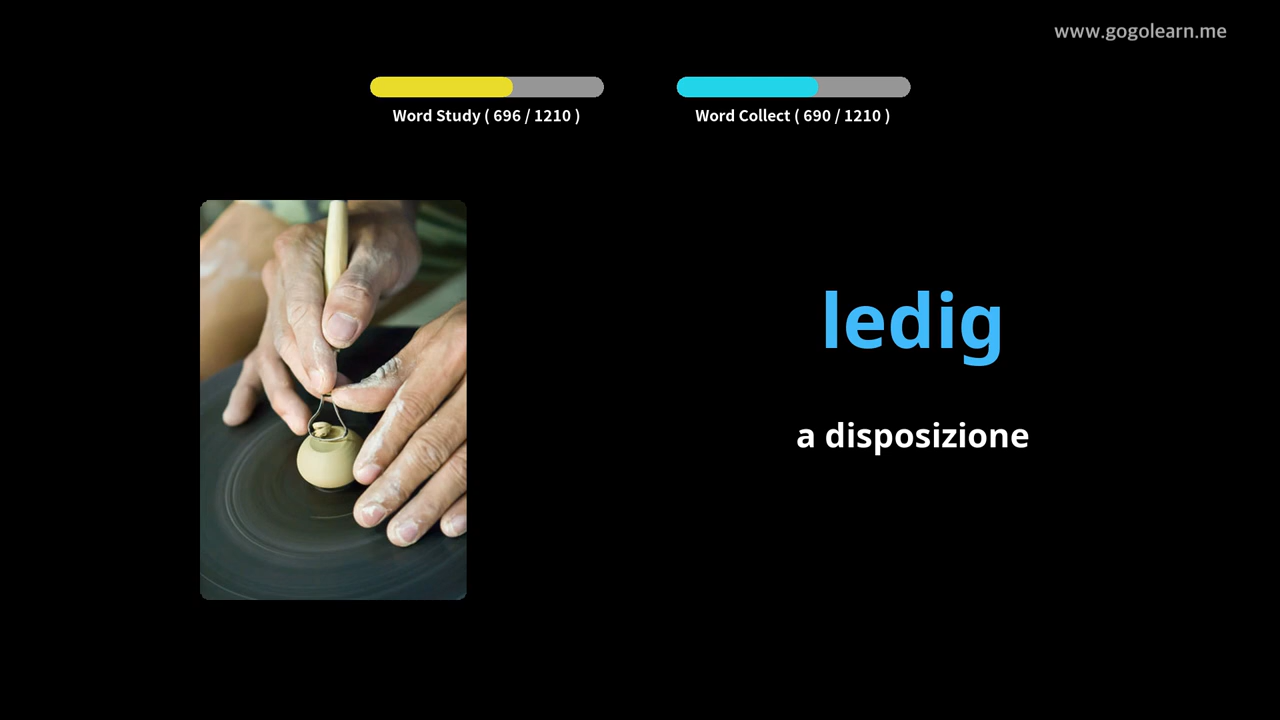 www.gogolearn.me
Word Study ( 696 / 1210 )
Word Collect ( 690 / 1210 )
ledig
a disposizione